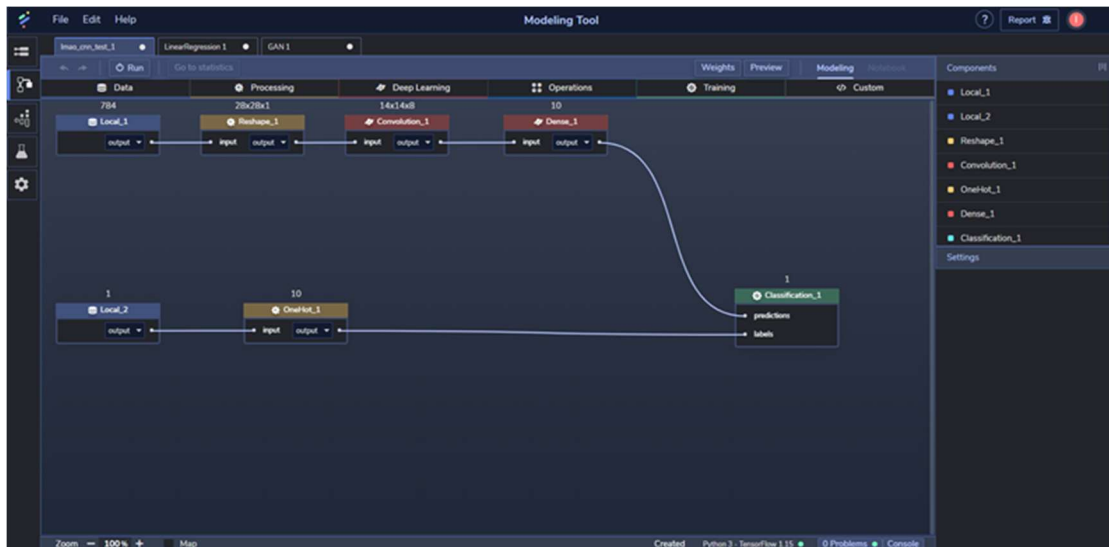 File Edit Help Modeling Tool ? Report
lmao_cnn_test_1 LinearRegression 1 GAN 1
Run Go to statistics Weights Preview Modeling Notebook Components
Data Processing Deep Learning Operations Training Custom
784 28x28x1 14x14x8 10
Local_1 Reshape_1 Convolution_1 Dense_1
output input output input output input output
1 10 1
Local_2 OneHot_1 Classification_1
output input output predictions
labels
Local_1
Local_2
Reshape_1
Convolution_1
OneHot_1
Dense_1
Classification_1
Settings
Zoom − 100% + Map Created Python 3 - TensorFlow 1.15 0 Problems Console